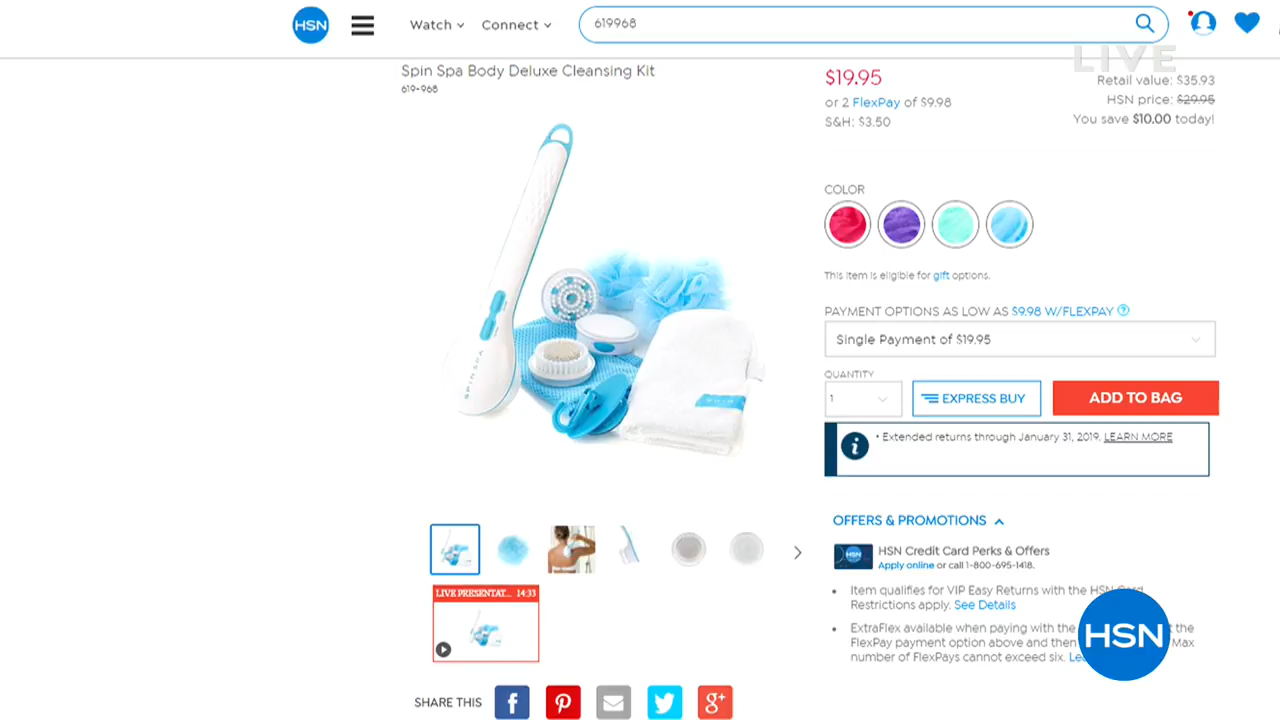 HSN
Watch
Connect
619968
LIVE
Spin Spa Body Deluxe Cleansing Kit
619-968
$19.95
or 2 FlexPay of $9.98
S&H: $3.50
Retail value: $35.93
HSN price: $29.95
You save $10.00 today!
COLOR
This item is eligible for gift options.
PAYMENT OPTIONS AS LOW AS $9.98 W/FLEXPAY ?
Single Payment of $19.95
QUANTITY
1
EXPRESS BUY
ADD TO BAG
i
• Extended returns through January 31, 2019. LEARN MORE
SPINSPA
OFFERS & PROMOTIONS
HSN
HSN Credit Card Perks & Offers
Apply online or call 1-800-695-1418.
• Item qualifies for VIP Easy Returns with the HSN Card
Restrictions apply. See Details
• ExtraFlex available when paying with the t the
FlexPay payment option above and then Max
number of FlexPays cannot exceed six. Le
HSN
LIVE PRESENTAT... 14:33
SHARE THIS
f
g+